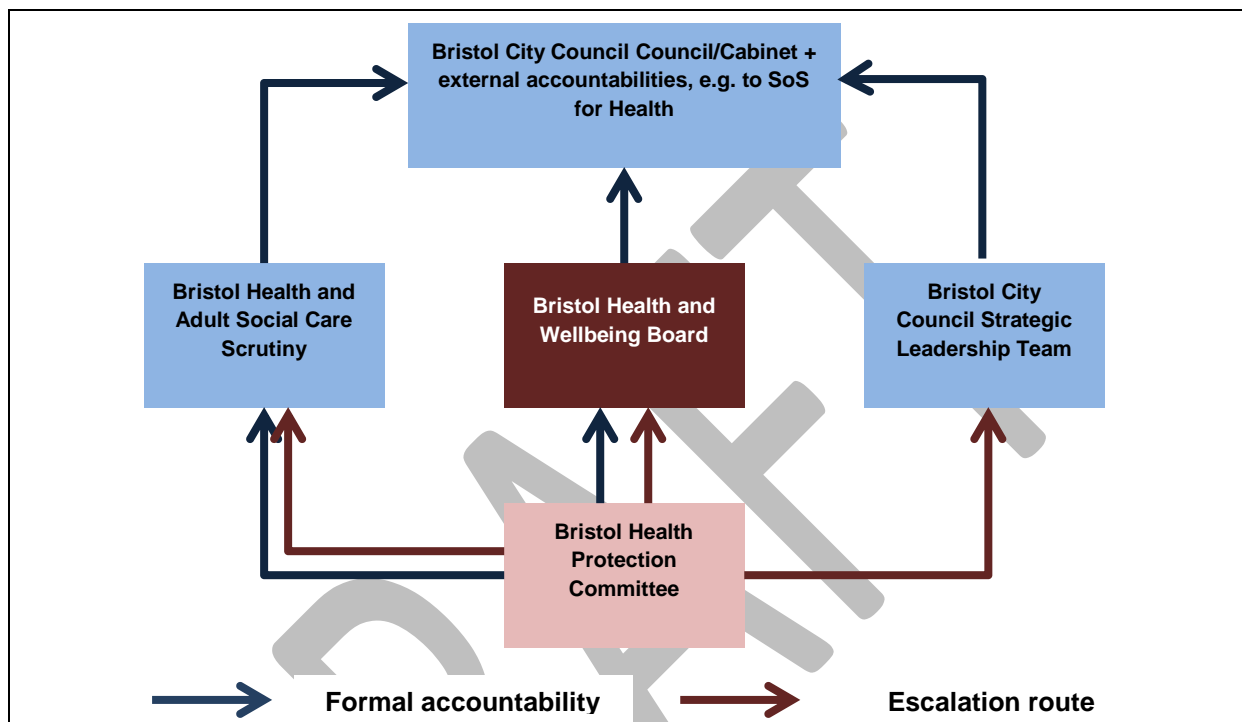 Bristol City Council Council/Cabinet +
external accountabilities, e.g. to SoS
for Health
Bristol Health and
Adult Social Care
Scrutiny
Bristol Health and
Wellbeing Board
Bristol City
Council Strategic
Leadership Team
Bristol Health
Protection
Committee
Formal accountability
Escalation route
DRAFT